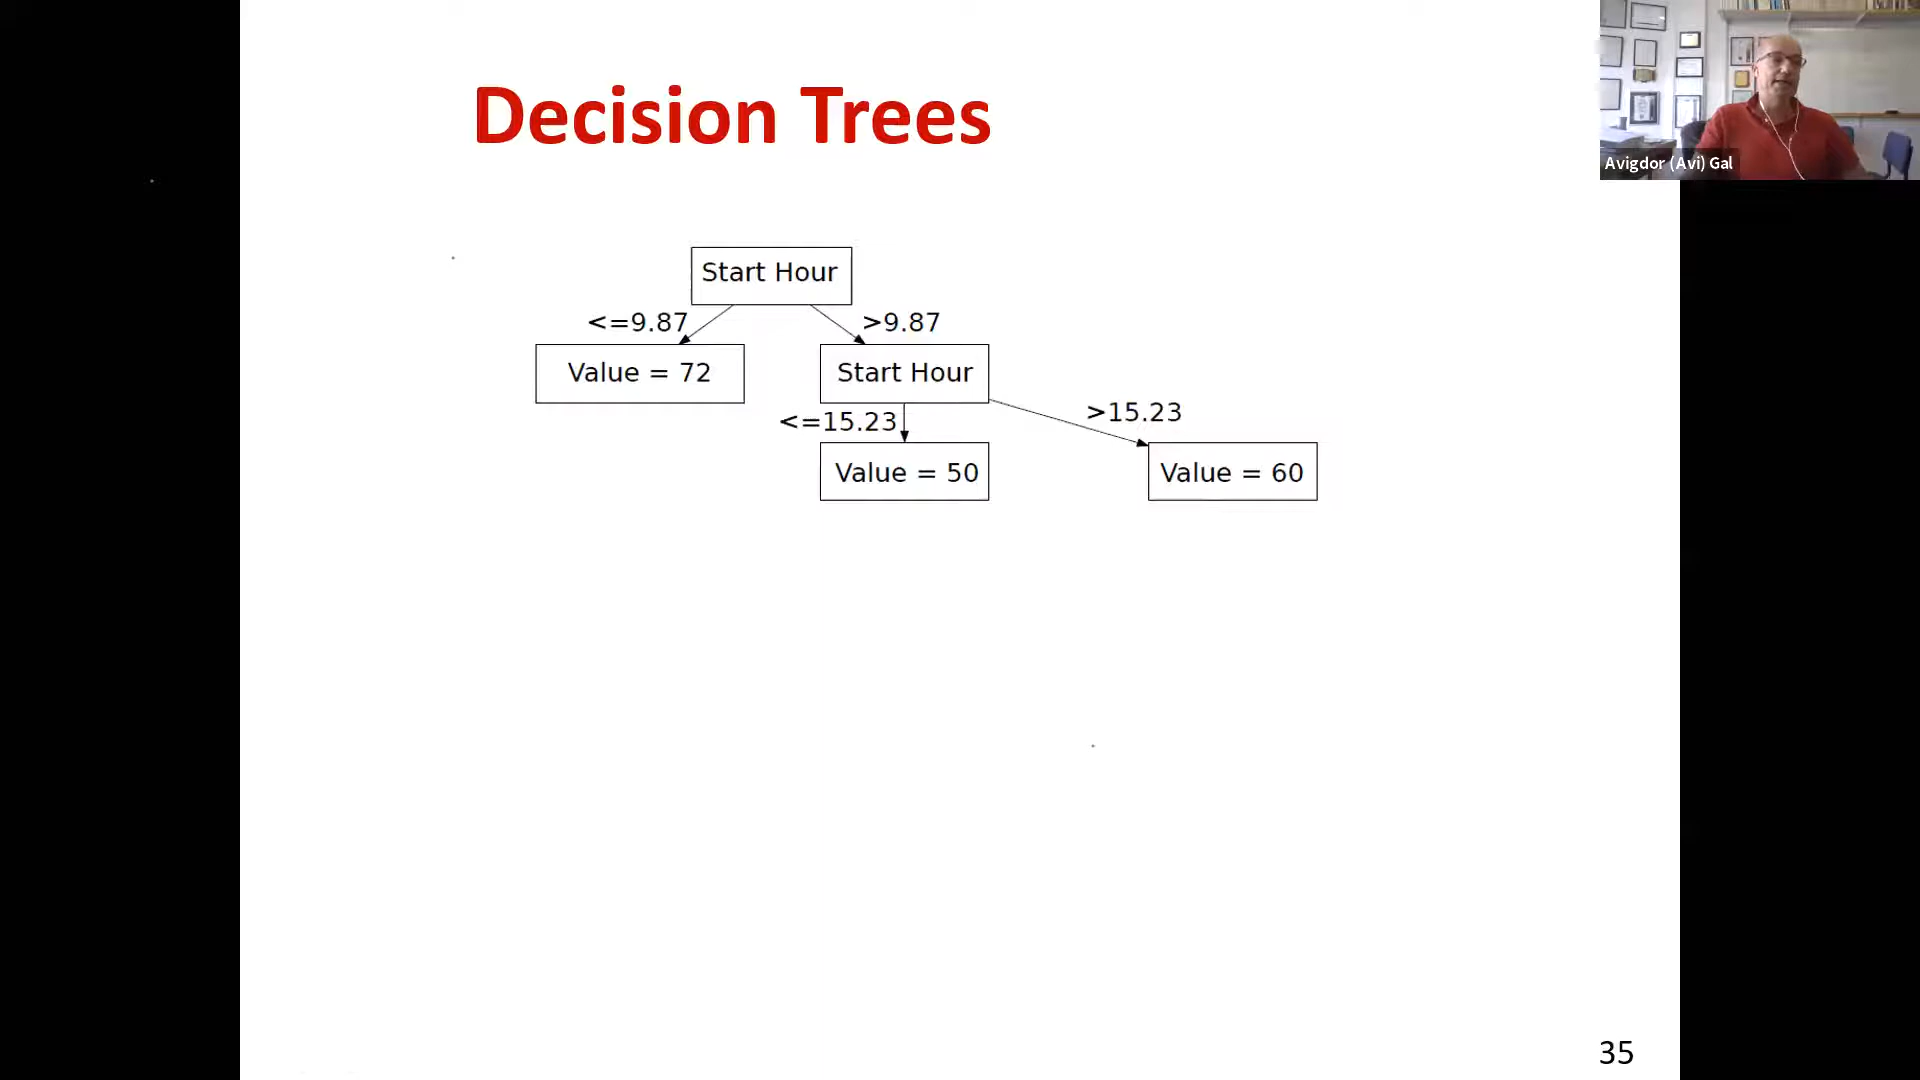 Decision Trees
Avigdor (Avi) Gal
Start Hour
<=9.87
>9.87
Value = 72
Start Hour
<=15.23
>15.23
Value = 50
Value = 60
35